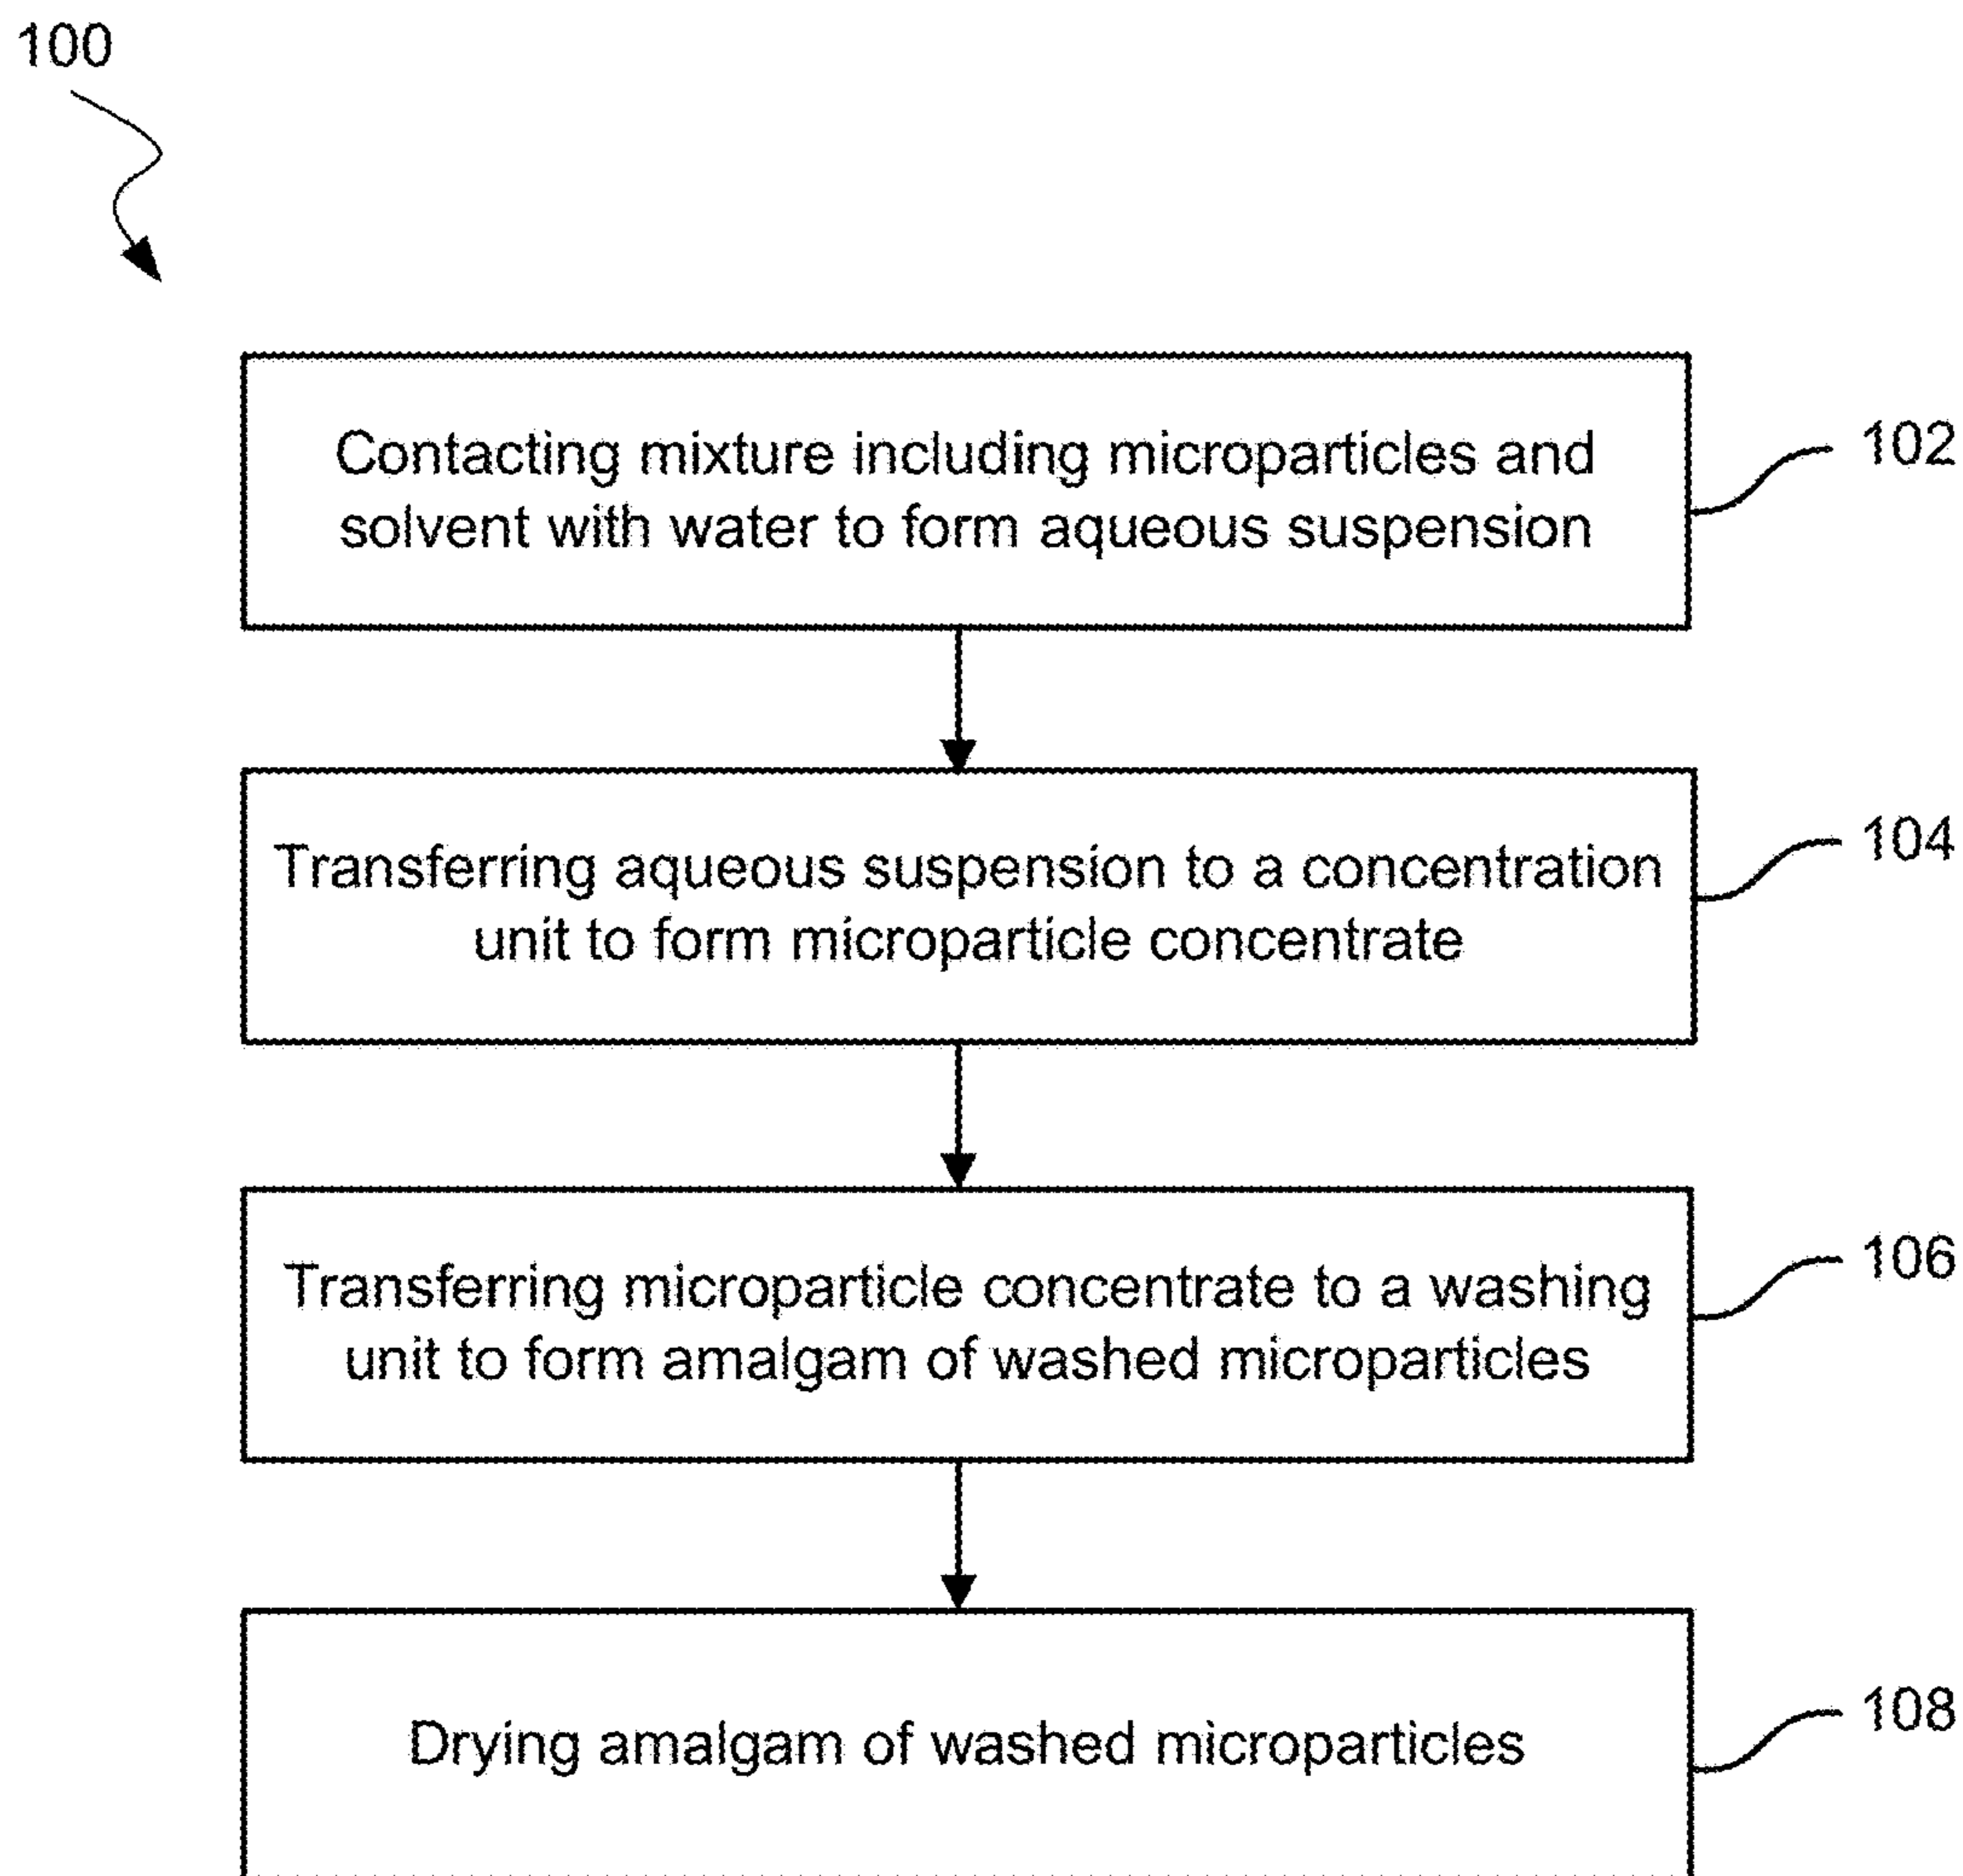 100
Contacting mixture including microparticles and
solvent with water to form aqueous suspension
102
Transferring aqueous suspension to a concentration
unit to form microparticle concentrate
104
Transferring microparticle concentrate to a washing
unit to form amalgam of washed microparticles
106
Drying amalgam of washed microparticles
108